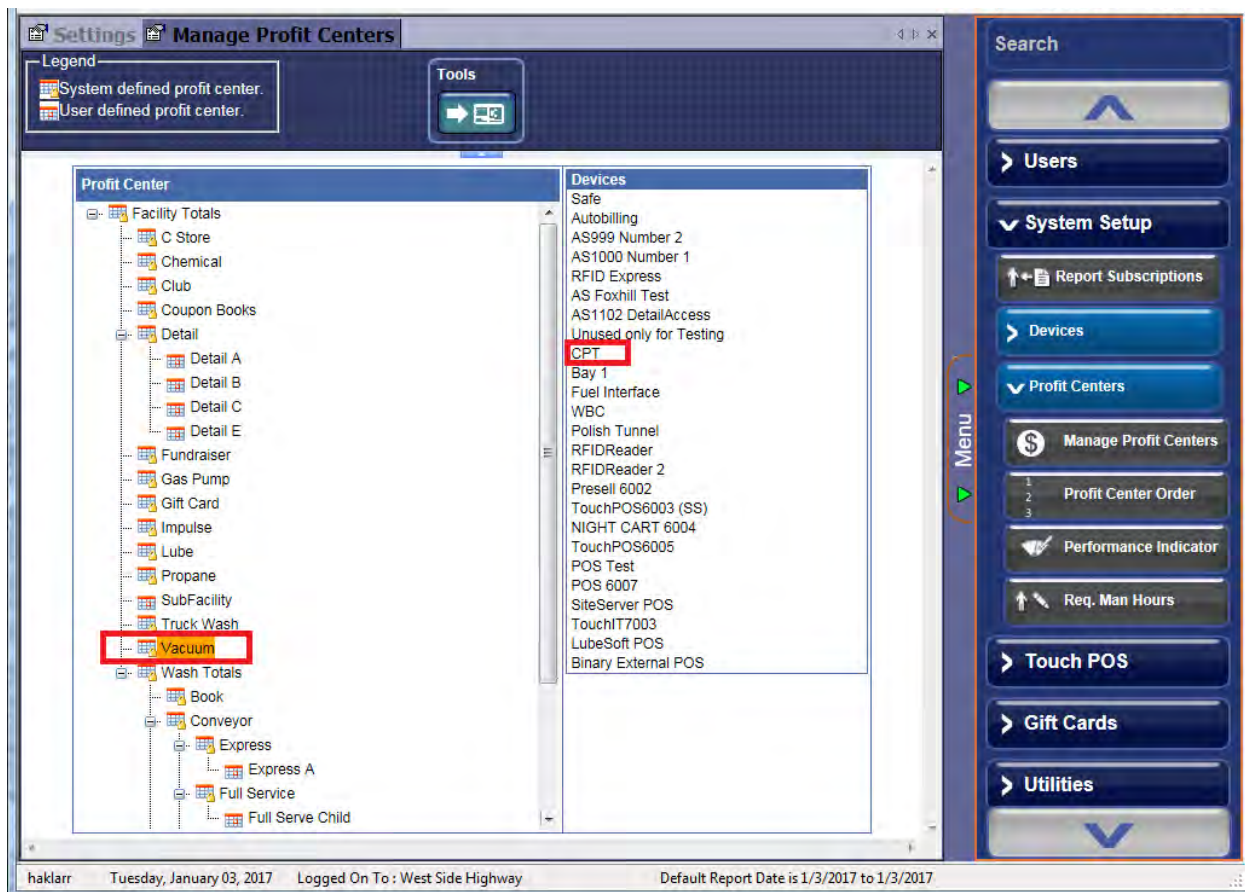 Settings Manage Profit Centers
Legend
System defined profit center.
User defined profit center.
Tools
Profit Center
Facility Totals
C Store
Chemical
Club
Coupon Books
Detail
Detail A
Detail B
Detail C
Detail E
Fundraiser
Gas Pump
Gift Card
Impulse
Lube
Propane
SubFacility
Truck Wash
Vacuum
Wash Totals
Book
Conveyor
Express
Express A
Full Service
Full Serve Child
Devices
Safe
Autobilling
AS999 Number 2
AS1000 Number 1
RFID Express
AS Foxhill Test
AS1102 DetailAccess
Unused only for Testing
CPT
Bay 1
Fuel Interface
WBC
Polish Tunnel
RFIDReader
RFIDReader 2
Presell 6002
TouchPOS6003 (SS)
NIGHT CART 6004
TouchPOS6005
POS Test
POS 6007
SiteServer POS
TouchIT7003
LubeSoft POS
Binary External POS
Menu
Search
Users
System Setup
Report Subscriptions
Devices
Profit Centers
$ Manage Profit Centers
1
2
3
Profit Center Order
Performance Indicator
Req. Man Hours
Touch POS
Gift Cards
Utilities
haklarr Tuesday, January 03, 2017 Logged On To : West Side Highway Default Report Date is 1/3/2017 to 1/3/2017